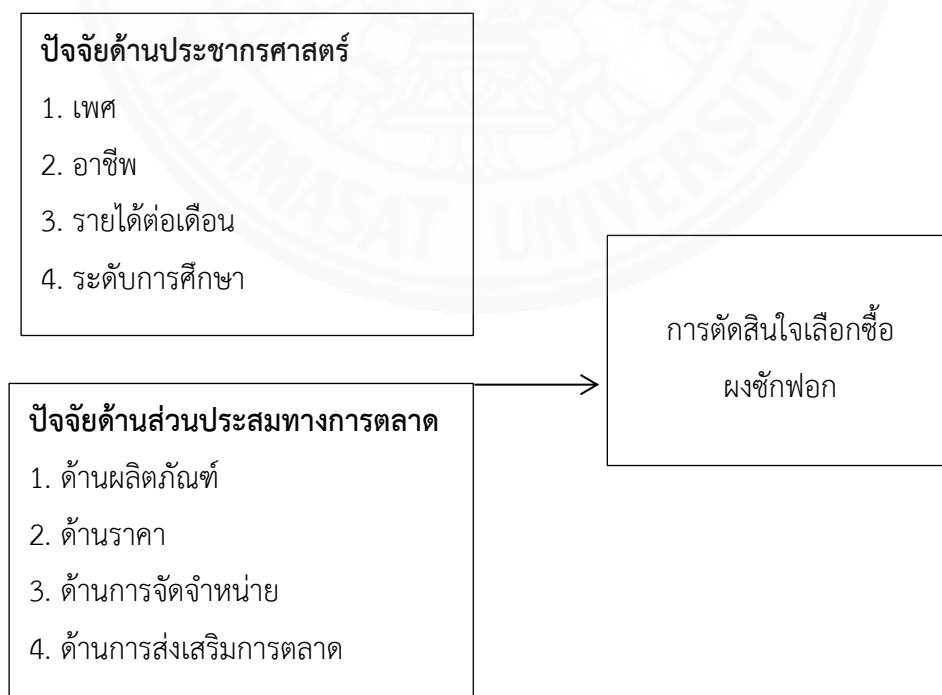 ปัจจัยด้านประชากรศาสตร์
1. เพศ
2. อาชีพ
3. รายได้ต่อเดือน
4. ระดับการศึกษา
การตัดสินใจเลือกซื้อ
ผงซักฟอก
ปัจจัยด้านส่วนประสมทางการตลาด
1. ด้านผลิตภัณฑ์
2. ด้านราคา
3. ด้านการจัดจำหน่าย
4. ด้านการส่งเสริมการตลาด
THAMMASAT UNIVERSITY